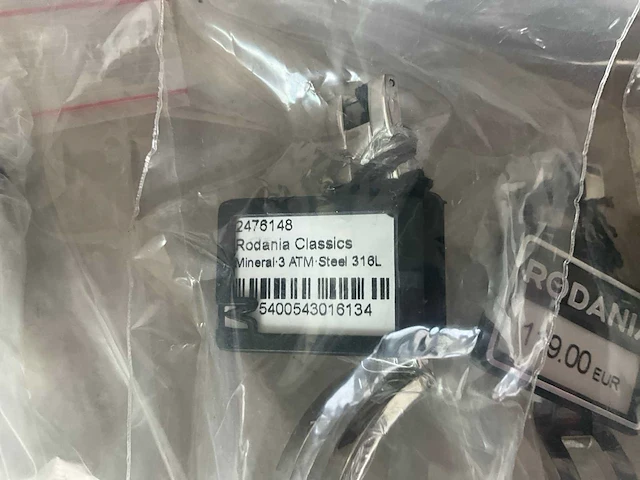 2476148
Rodania Classics
Mineral·3 ATM·Steel 316L
5400543016134
RODANIA
EUR